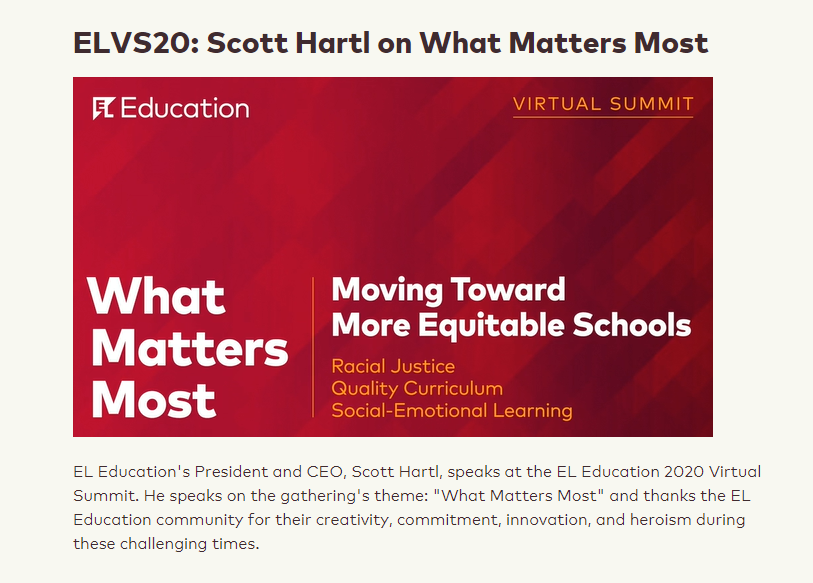 ELVS20: Scott Hartl on What Matters Most
EL Education
VIRTUAL SUMMIT
What
Matters
Most
Moving Toward
More Equitable Schools
Racial Justice
Quality Curriculum
Social-Emotional Learning
EL Education's President and CEO, Scott Hartl, speaks at the EL Education 2020 Virtual
Summit. He speaks on the gathering's theme: "What Matters Most" and thanks the EL
Education community for their creativity, commitment, innovation, and heroism during
these challenging times.